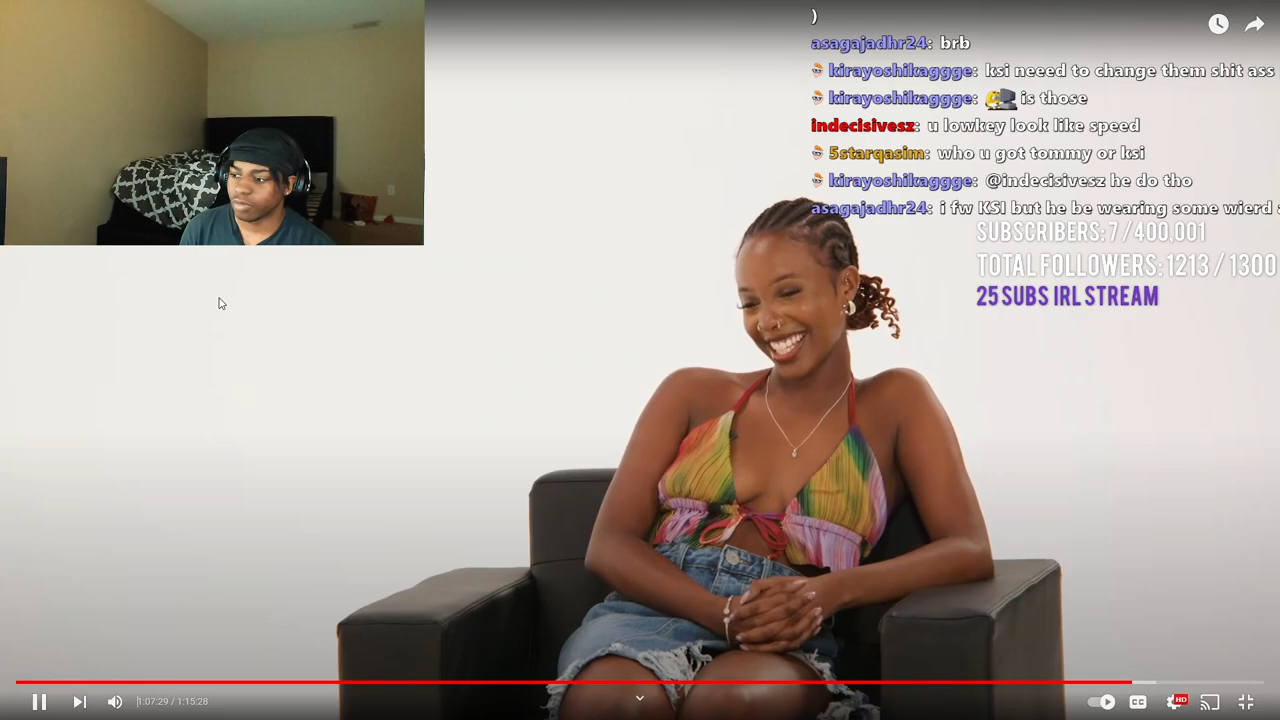 )
asagajadhr24: brb
kirayoshikaggge: ksi neeed to change them shit ass
kirayoshikaggge: is those
indecisivesz: u lowkey look like speed
5starqasim: who u got tommy or ksi
kirayoshikaggge: @indecisivesz he do tho
asagajadhr24: i fw KSI but he be wearing some wierd
SUBSCRIBERS: 7 / 400,001
TOTAL FOLLOWERS: 1213 / 1300
25 SUBS IRL STREAM
1:07:29 / 1:15:28
CC
HD